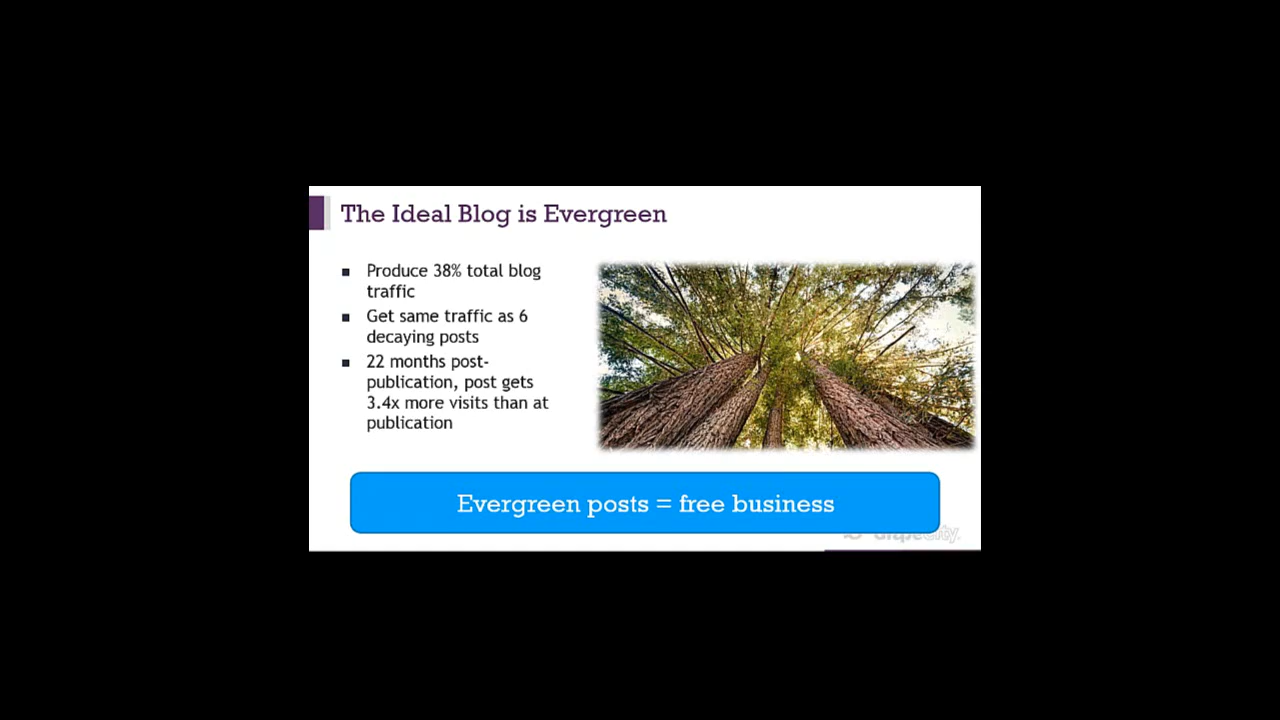 The Ideal Blog is Evergreen
Produce 38% total blog
traffic
Get same traffic as 6
decaying posts
22 months post-
publication, post gets
3.4x more visits than at
publication
Evergreen posts = free business